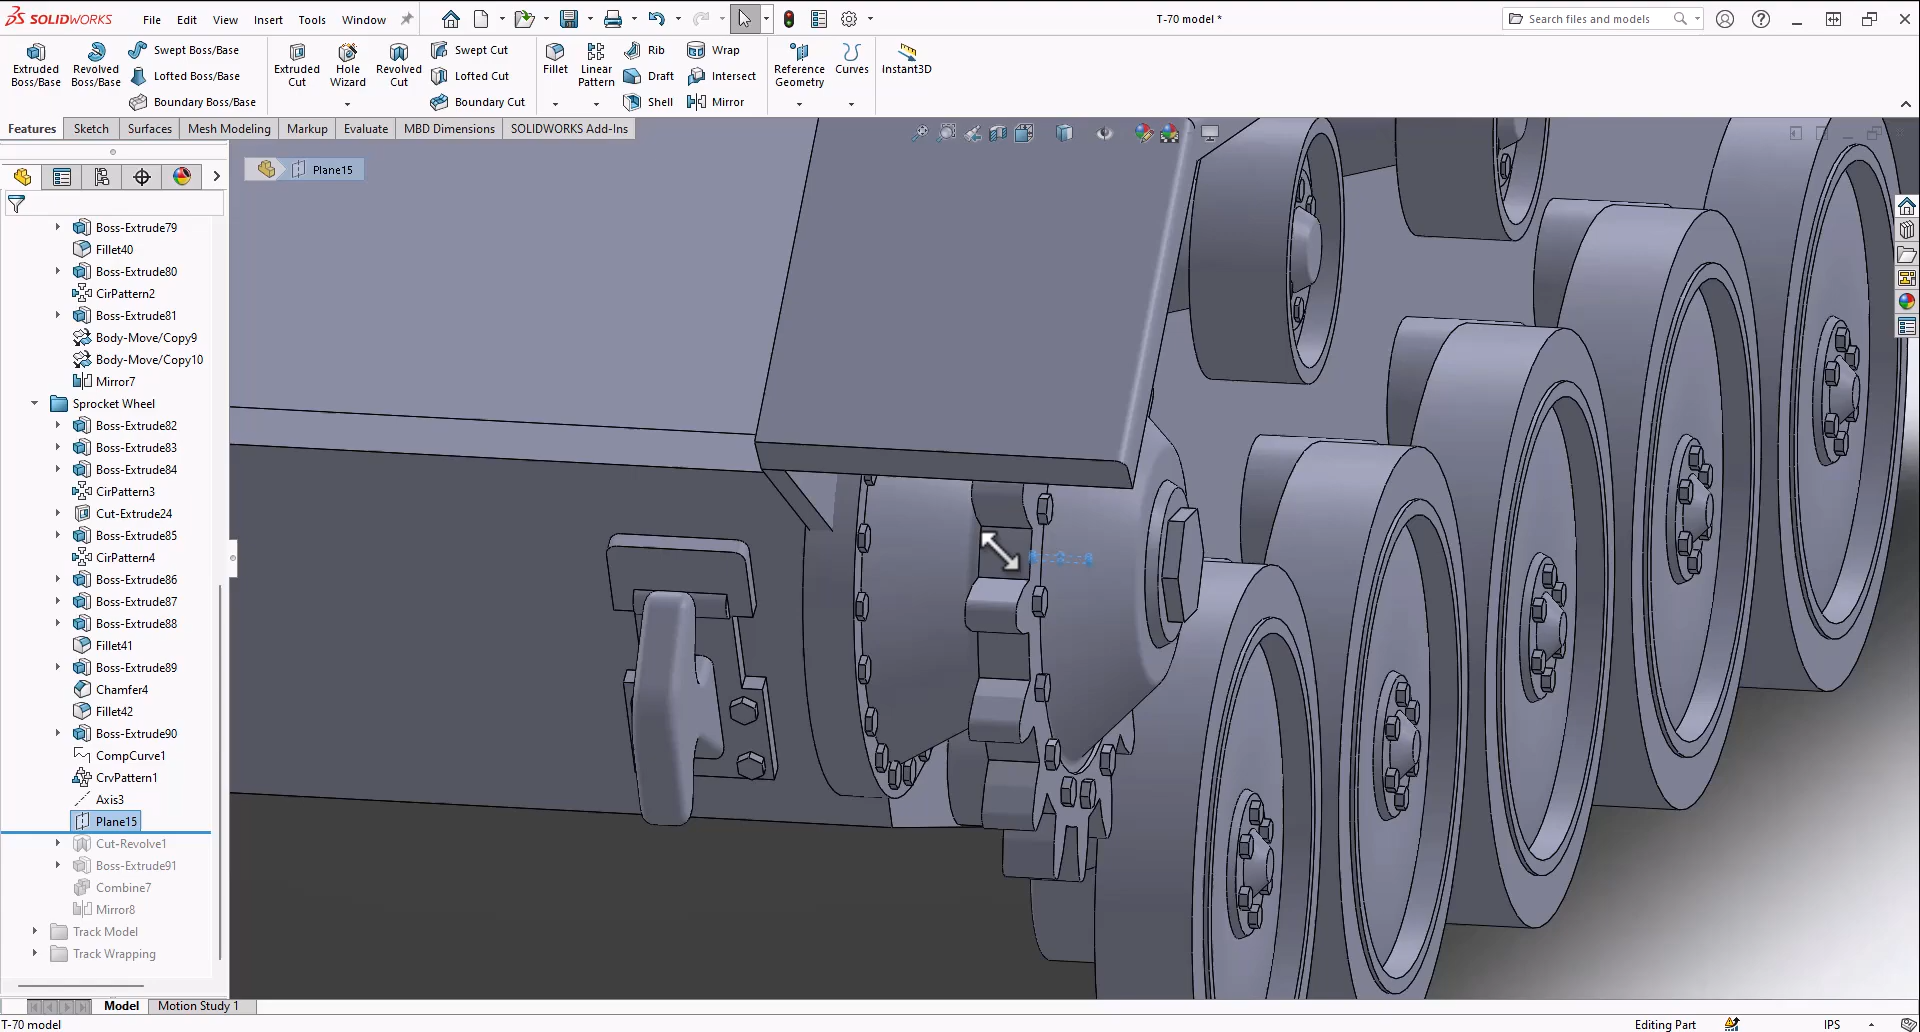 SOLIDWORKS
File Edit View Insert Tools Window
T-70 model *
Search files and models
Extruded Boss/Base
Revolved Boss/Base
Swept Boss/Base
Lofted Boss/Base
Boundary Boss/Base
Extruded Cut
Hole Wizard
Revolved Cut
Swept Cut
Lofted Cut
Boundary Cut
Fillet
Linear Pattern
Rib
Draft
Shell
Wrap
Intersect
Mirror
Reference Geometry
Curves
Instant3D
Features Sketch Surfaces Mesh Modeling Markup Evaluate MBD Dimensions SOLIDWORKS Add-Ins
Plane15
Boss-Extrude79
Fillet40
Boss-Extrude80
CirPattern2
Boss-Extrude81
Body-Move/Copy9
Body-Move/Copy10
Mirror7
Sprocket Wheel
Boss-Extrude82
Boss-Extrude83
Boss-Extrude84
CirPattern3
Cut-Extrude24
Boss-Extrude85
CirPattern4
Boss-Extrude86
Boss-Extrude87
Boss-Extrude88
Fillet41
Boss-Extrude89
Chamfer4
Fillet42
Boss-Extrude90
CompCurve1
CrvPattern1
Axis3
Plane15
Cut-Revolve1
Boss-Extrude91
Combine7
Mirror8
Track Model
Track Wrapping
Model Motion Study 1
T-70 model
Editing Part
IPS